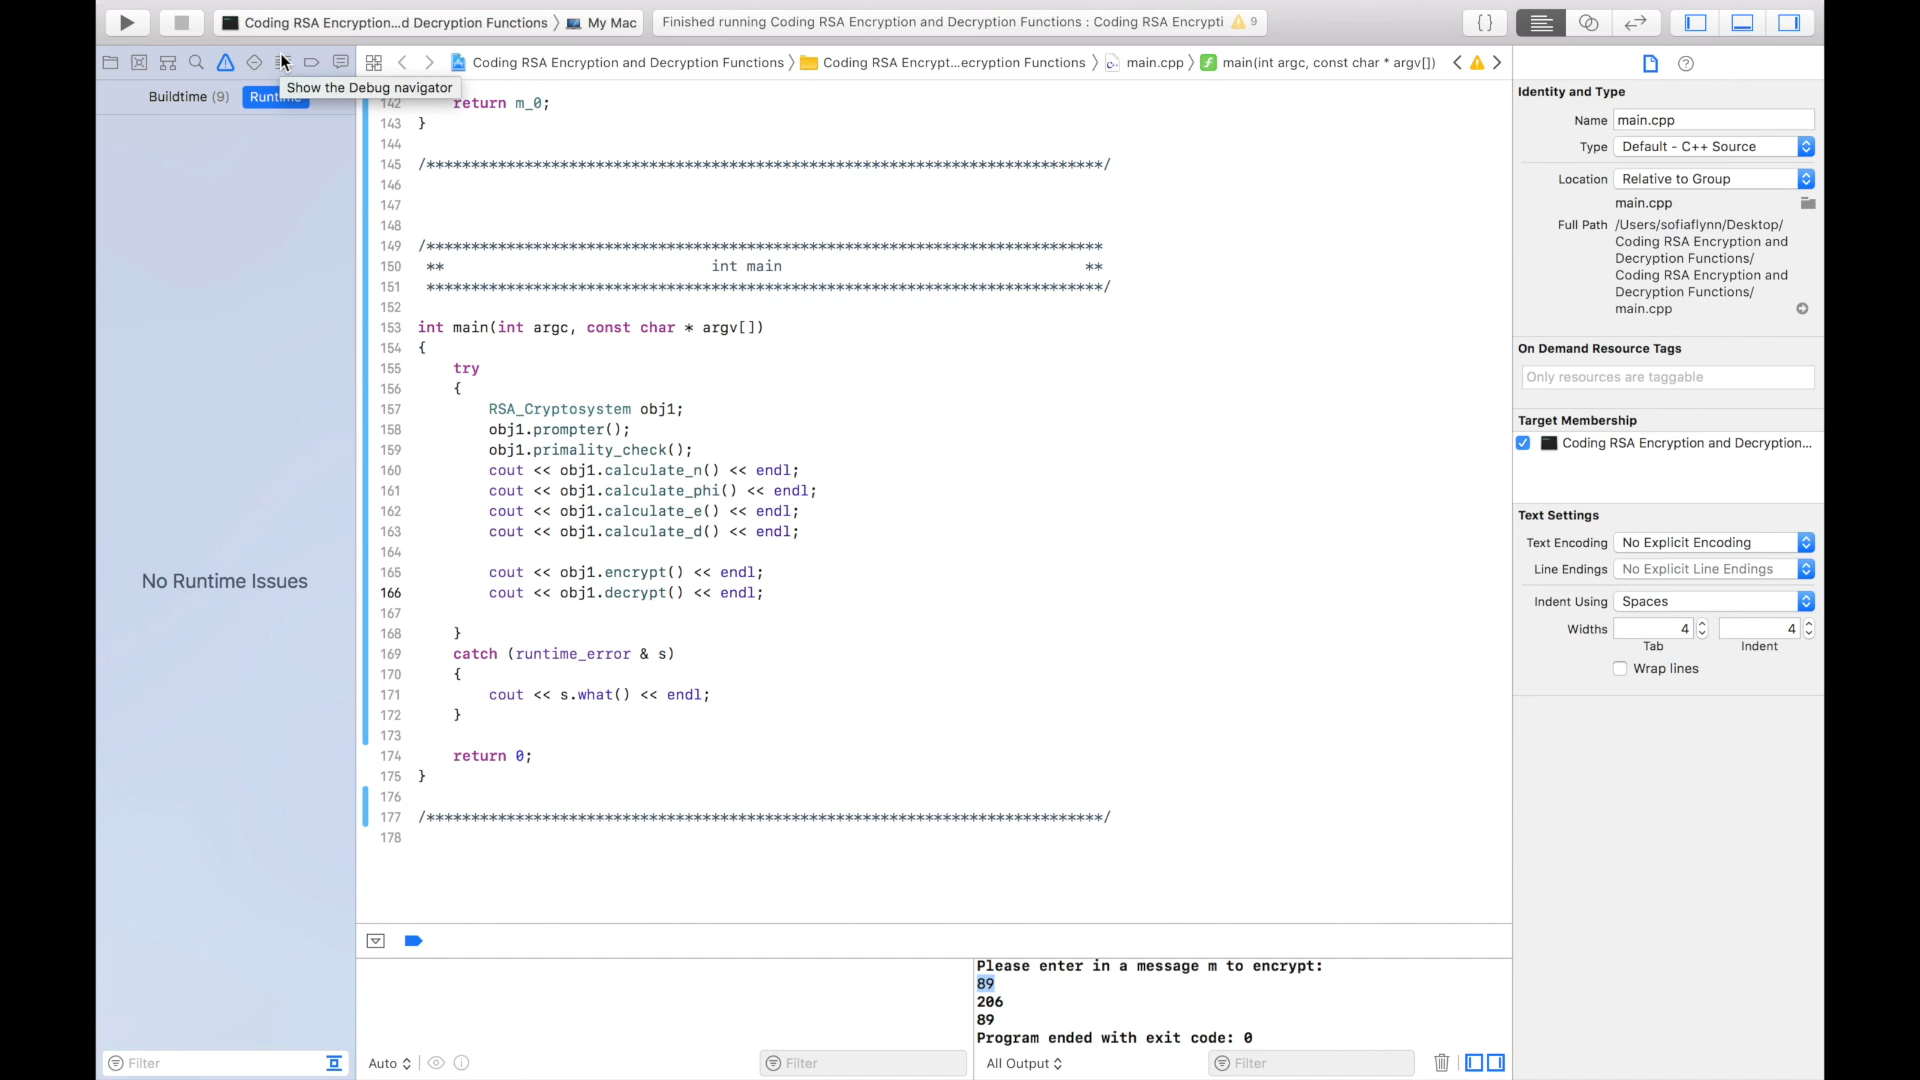 Coding RSA Encryption...d Decryption Functions 〉 My Mac
Finished running Coding RSA Encryption and Decryption Functions : Coding RSA Encrypti 9
{ }
Coding RSA Encryption and Decryption Functions 〉 Coding RSA Encrypt...ecryption Functions 〉 main.cpp 〉 main(int argc, const char * argv[])
Show the Debug navigator
Buildtime (9)
Runtime
No Runtime Issues
142     return m_0;
143 }
144
145 /*****************************************************************************/
146
147
148
149 /*****************************************************************************
150  **                              int main                                   **
151  *****************************************************************************/
152
153 int main(int argc, const char * argv[])
154 {
155     try
156     {
157         RSA_Cryptosystem obj1;
158         obj1.prompter();
159         obj1.primality_check();
160         cout << obj1.calculate_n() << endl;
161         cout << obj1.calculate_phi() << endl;
162         cout << obj1.calculate_e() << endl;
163         cout << obj1.calculate_d() << endl;
164
165         cout << obj1.encrypt() << endl;
166         cout << obj1.decrypt() << endl;
167
168     }
169     catch (runtime_error & s)
170     {
171         cout << s.what() << endl;
172     }
173
174     return 0;
175 }
176
177 /*****************************************************************************/
178
Please enter in a message m to encrypt:
89
206
89
Program ended with exit code: 0
Filter
Auto
Filter
All Output
Filter
Identity and Type
Name main.cpp
Type Default - C++ Source
Location Relative to Group
main.cpp
Full Path /Users/sofiaflynn/Desktop/
Coding RSA Encryption and
Decryption Functions/
Coding RSA Encryption and
Decryption Functions/
main.cpp
On Demand Resource Tags
Only resources are taggable
Target Membership
Coding RSA Encryption and Decryption...
Text Settings
Text Encoding No Explicit Encoding
Line Endings No Explicit Line Endings
Indent Using Spaces
Widths 4 4
Tab Indent
Wrap lines